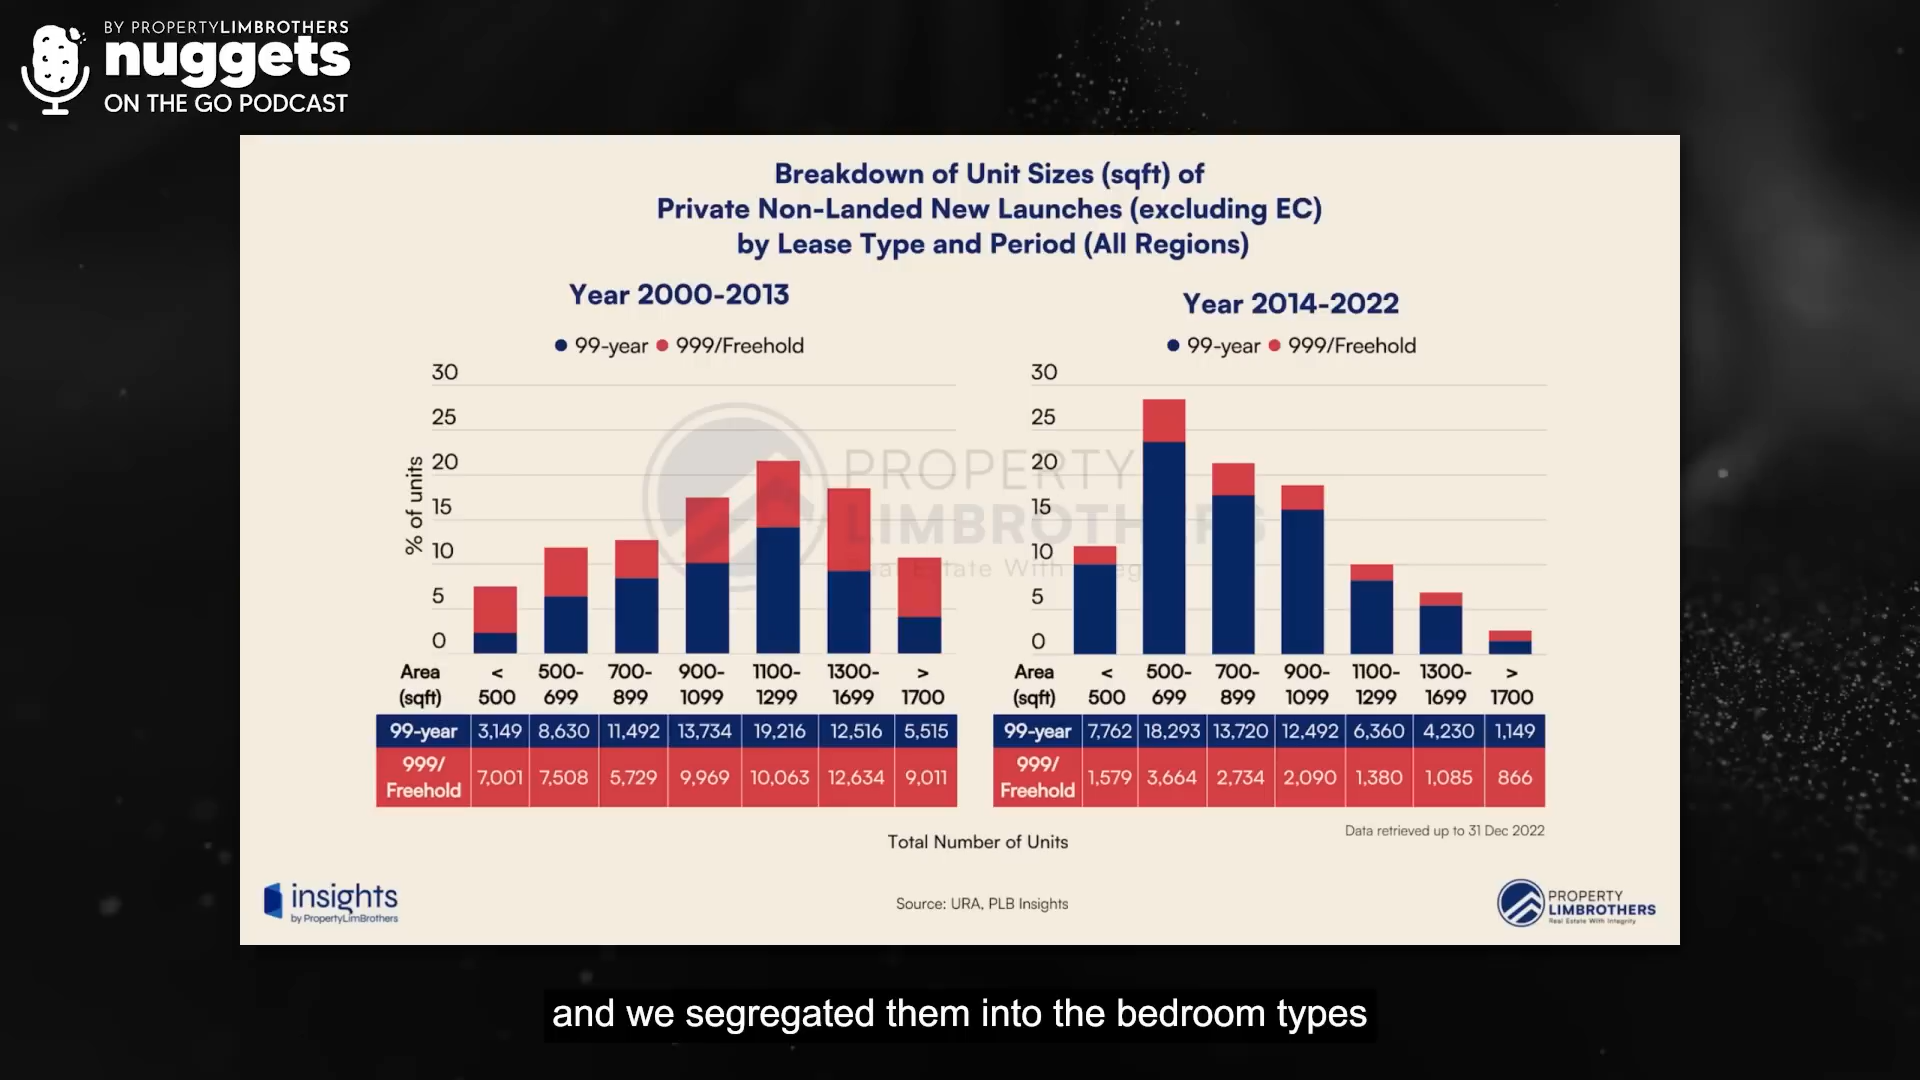 BY PROPERTYLIMBROTHERS
nuggets
ON THE GO PODCAST
Breakdown of Unit Sizes (sqft) of
Private Non-Landed New Launches (excluding EC)
by Lease Type and Period (All Regions)
Year 2000-2013
99-year 999/Freehold
% of units
30
25
20
15
10
5
0
Area (sqft) < 500 500-699 700-899 900-1099 1100-1299 1300-1699 > 1700
99-year 3,149 8,630 11,492 13,734 19,216 12,516 5,515
999/Freehold 7,001 7,508 5,729 9,969 10,063 12,634 9,011
Year 2014-2022
99-year 999/Freehold
30
25
20
15
10
5
0
Area (sqft) < 500 500-699 700-899 900-1099 1100-1299 1300-1699 > 1700
99-year 7,762 18,293 13,720 12,492 6,360 4,230 1,149
999/Freehold 1,579 3,664 2,734 2,090 1,380 1,085 866
PROPERTY
LIMBROTHERS
Data retrieved up to 31 Dec 2022
Total Number of Units
insights
by PropertyLimBrothers
Source: URA, PLB Insights
PROPERTY
LIMBROTHERS
Real Estate With Integrity
and we segregated them into the bedroom types